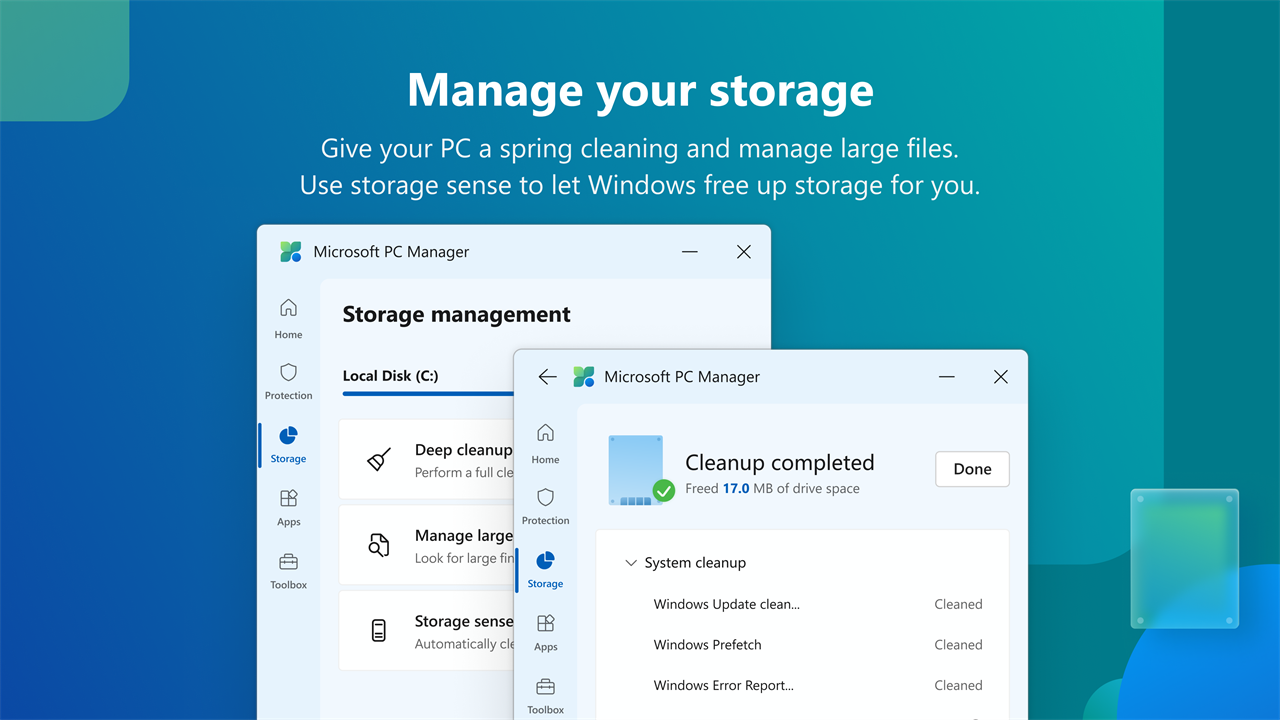 Manage your storage
Give your PC a spring cleaning and manage large files.
Use storage sense to let Windows free up storage for you.
Microsoft PC Manager
Home
Protection
Storage
Apps
Toolbox
Storage management
Local Disk (C:)
Deep cleanup
Perform a full cle
Manage large
Look for large fin
Storage sense
Automatically cle
Microsoft PC Manager
Home
Protection
Storage
Apps
Toolbox
Cleanup completed
Freed 17.0 MB of drive space
Done
System cleanup
Windows Update clean... Cleaned
Windows Prefetch Cleaned
Windows Error Report... Cleaned